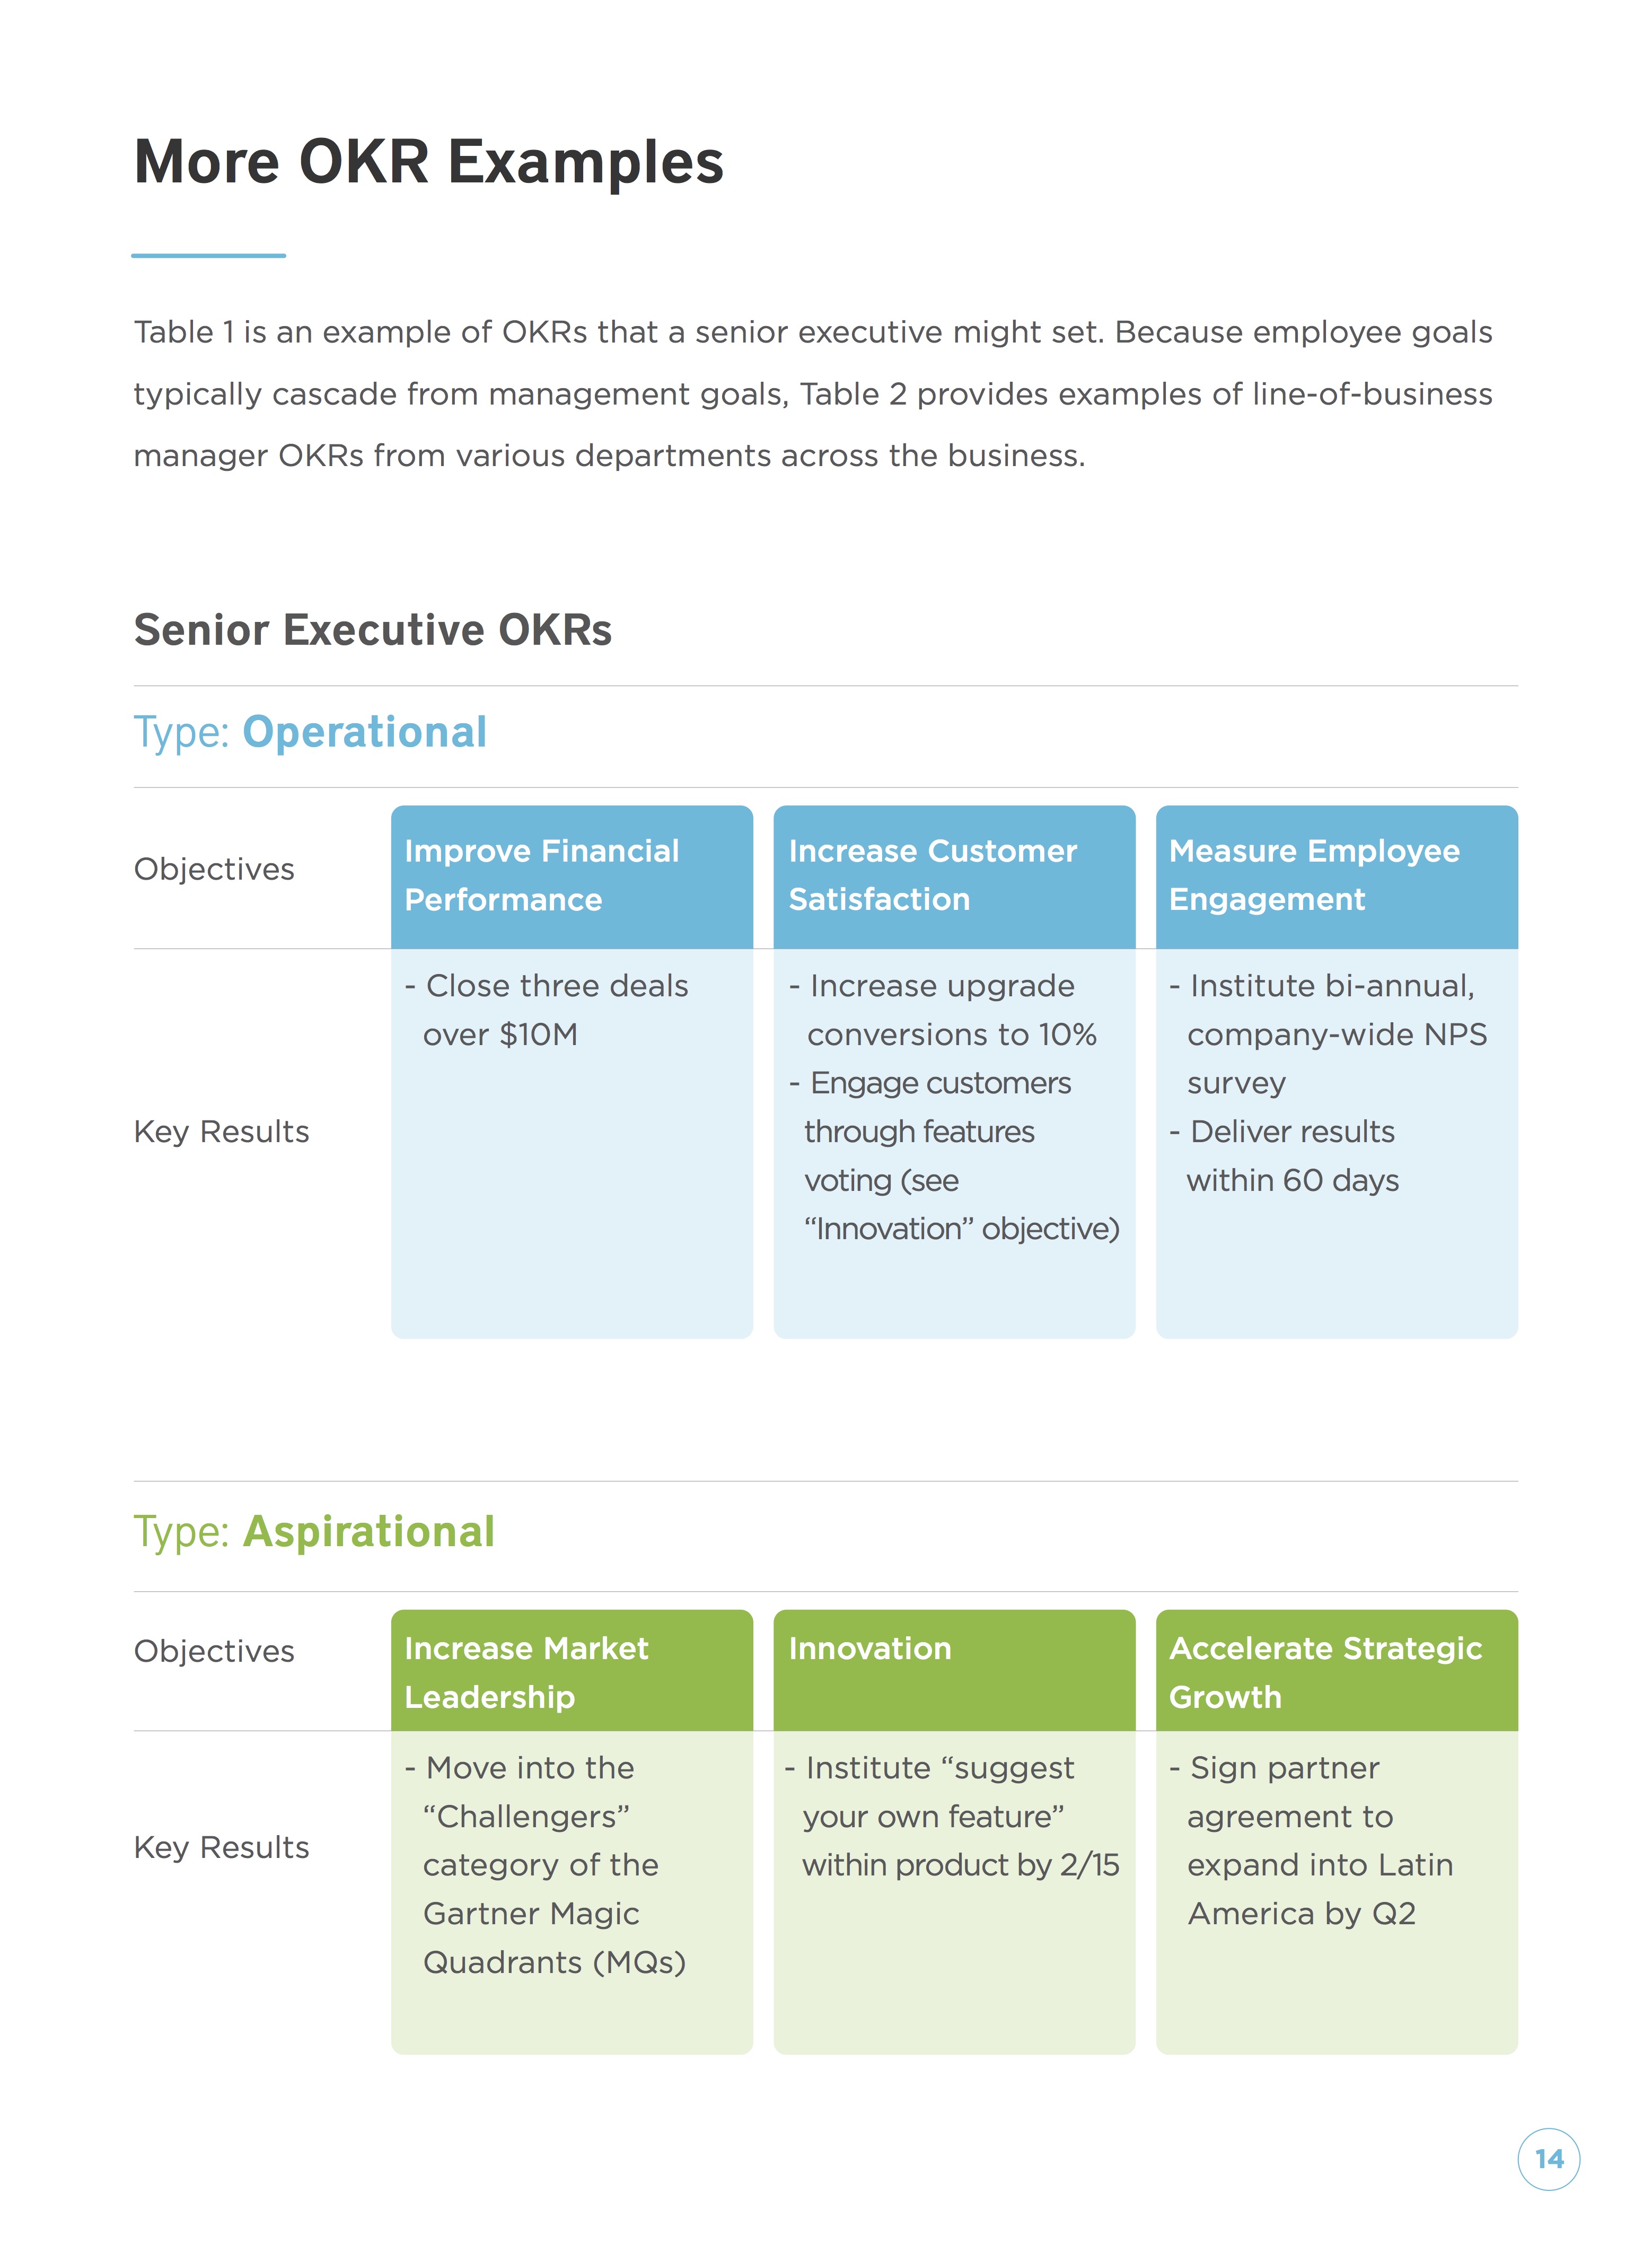 More OKR Examples
Table 1 is an example of OKRs that a senior executive might set. Because employee goals
typically cascade from management goals, Table 2 provides examples of line-of-business
manager OKRs from various departments across the business.
Senior Executive OKRs
Type: Operational
Objectives
Improve Financial
Performance
Increase Customer
Satisfaction
Measure Employee
Engagement
Key Results
- Close three deals
over $10M
- Increase upgrade
conversions to 10%
- Engage customers
through features
voting (see
“Innovation” objective)
- Institute bi-annual,
company-wide NPS
survey
- Deliver results
within 60 days
Type: Aspirational
Objectives
Increase Market
Leadership
Innovation
Accelerate Strategic
Growth
Key Results
- Move into the
“Challengers”
category of the
Gartner Magic
Quadrants (MQs)
- Institute “suggest
your own feature”
within product by 2/15
- Sign partner
agreement to
expand into Latin
America by Q2
14